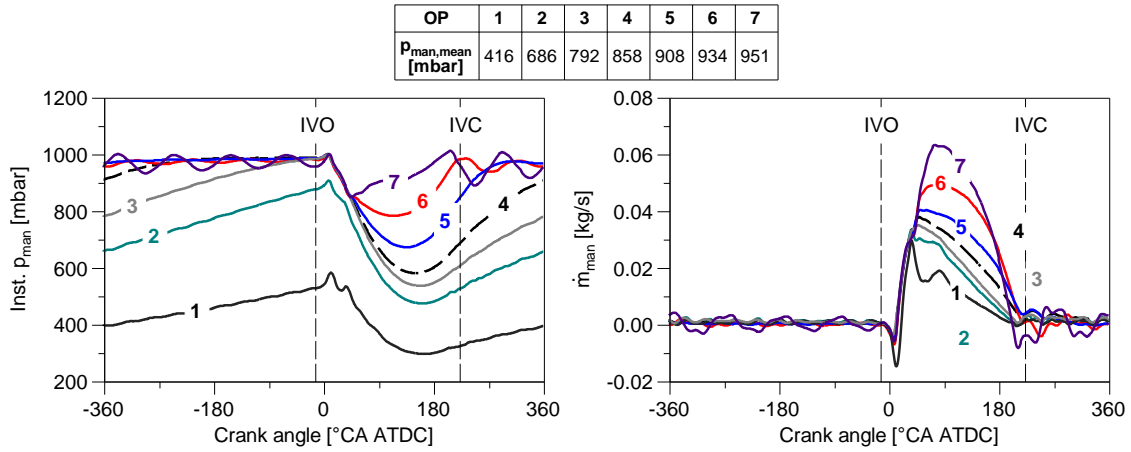 OP 1 2 3 4 5 6 7
pman,mean [mbar] 416 686 792 858 908 934 951
1200
1000
800
600
400
200
Inst. pman [mbar]
IVO
IVC
7
6
5
4
3
2
1
-360 -180 0 180 360
Crank angle [°CA ATDC]
0.08
0.06
0.04
0.02
0.00
-0.02
ṁman [kg/s]
IVO
IVC
7
6
5
4
3
1
2
-360 -180 0 180 360
Crank angle [°CA ATDC]